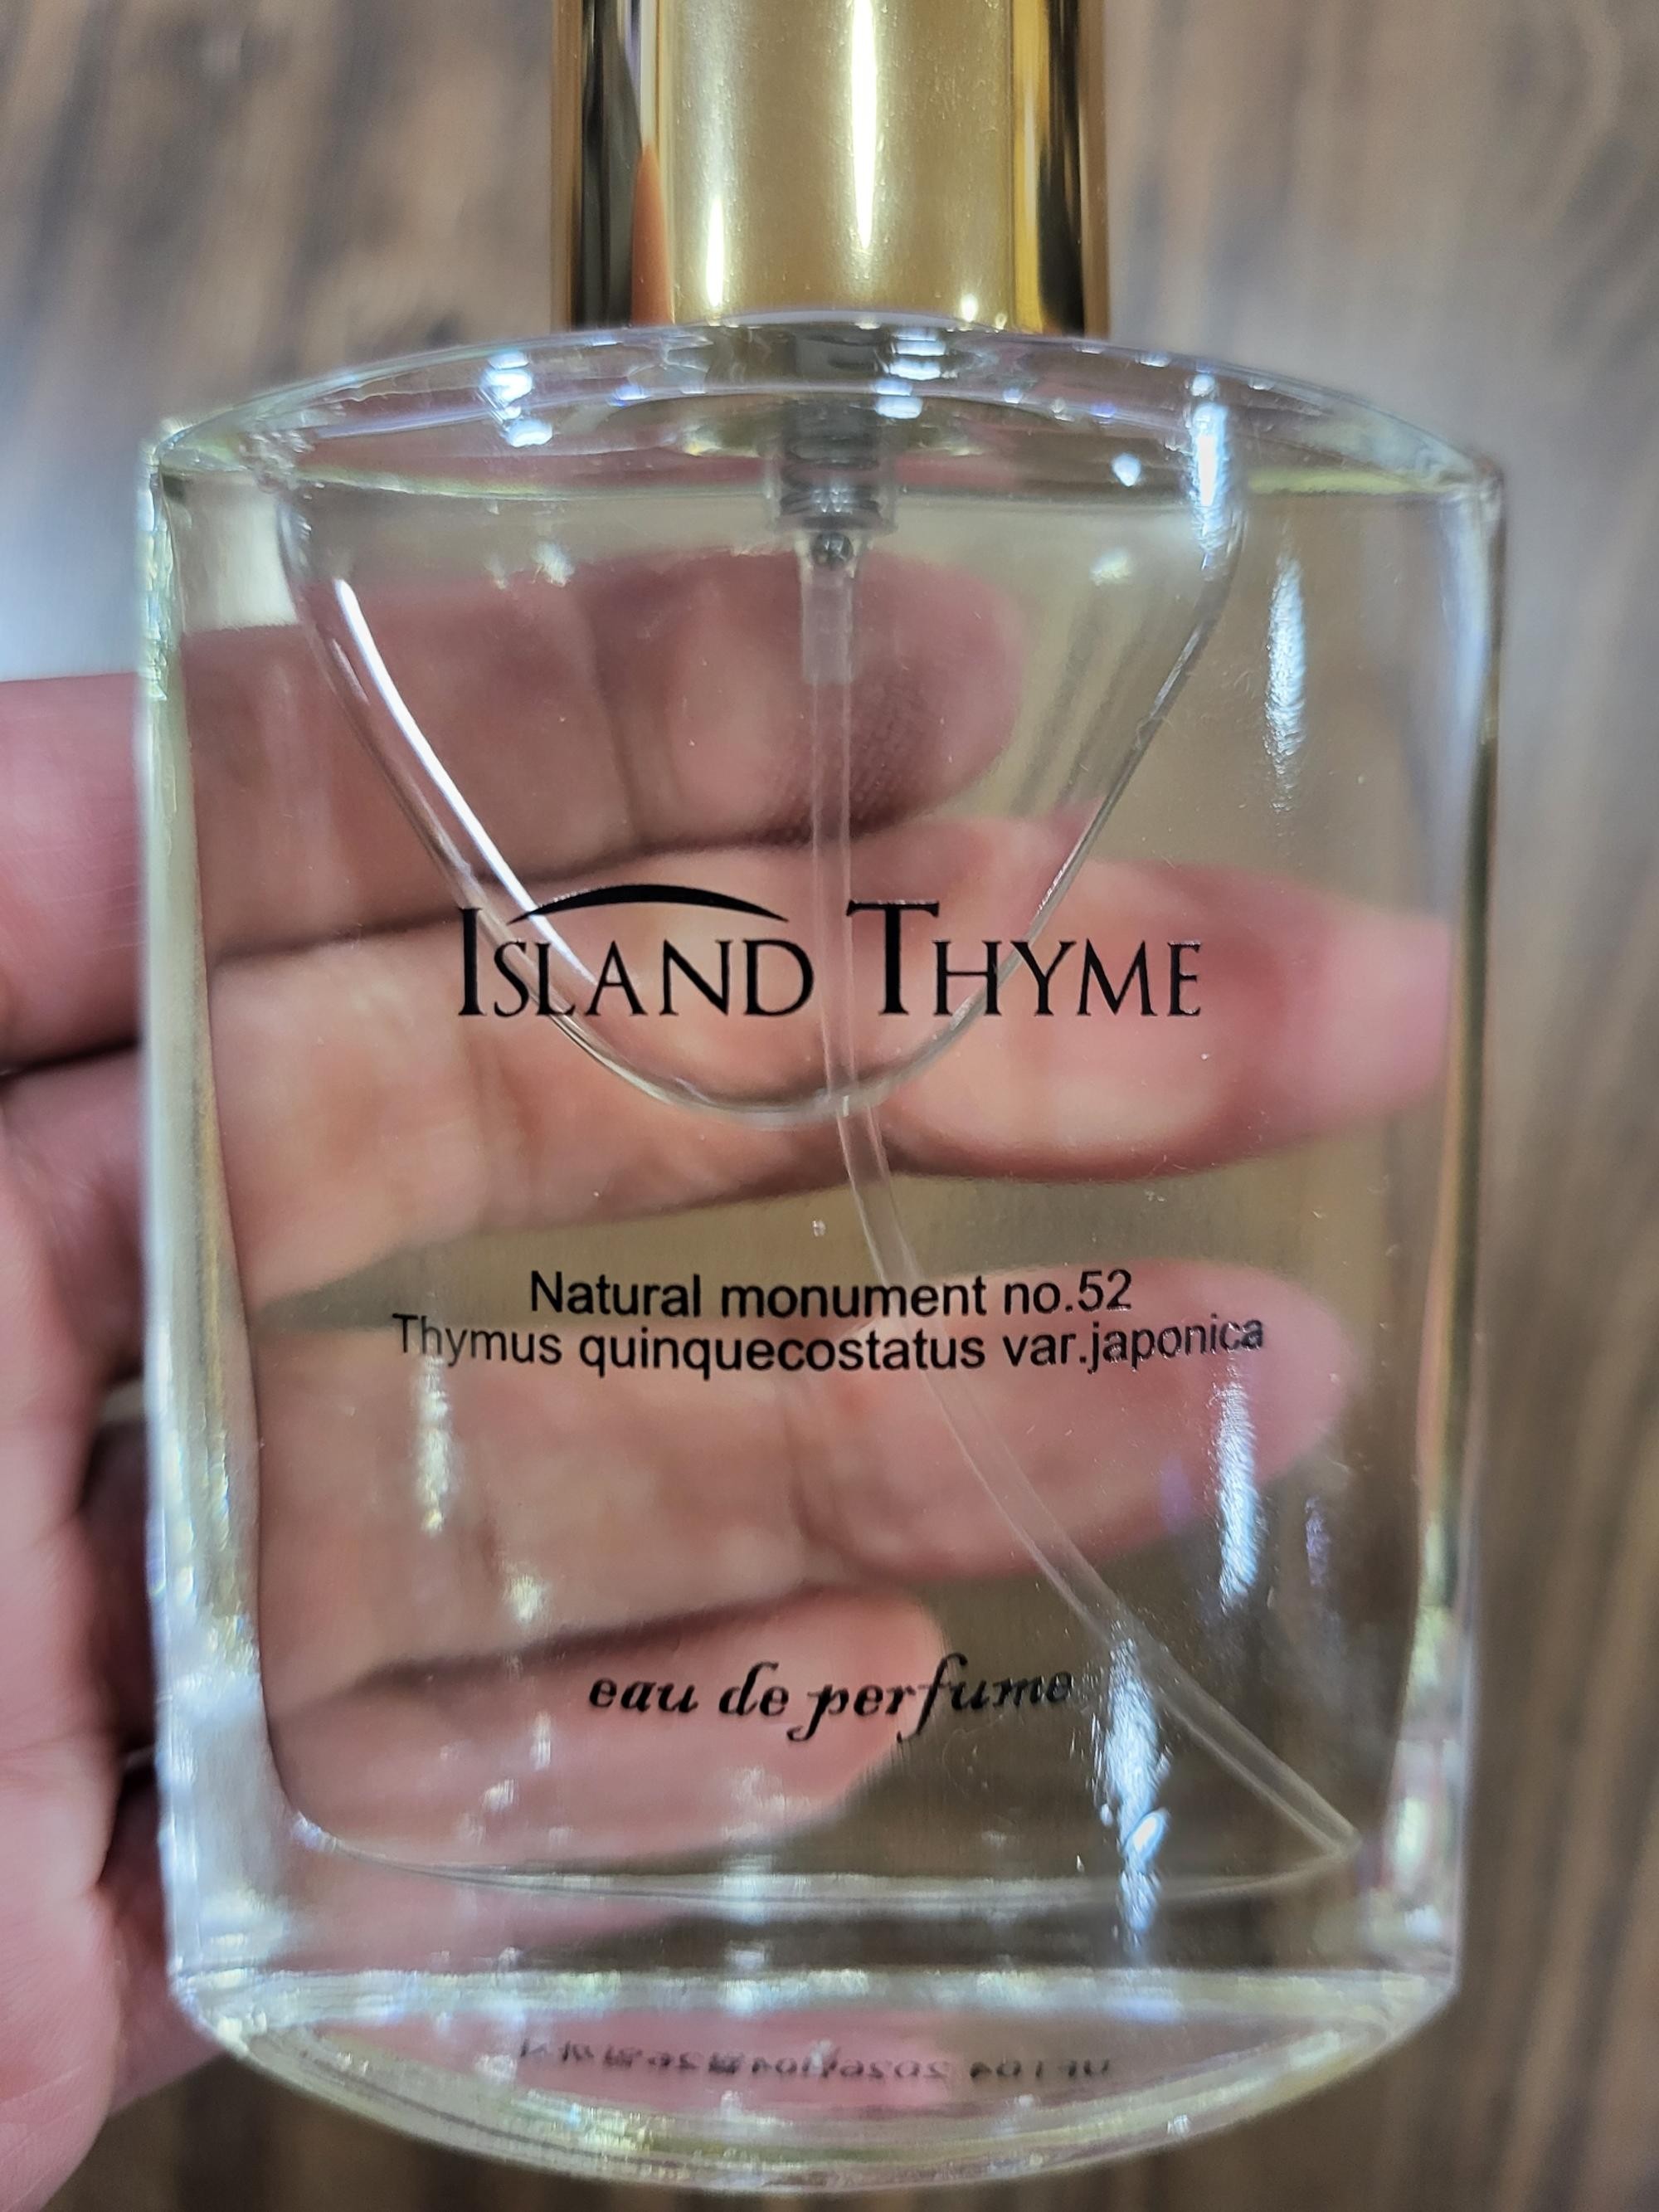 ISLAND THYME
Natural monument no.52
Thymus quinquecostatus var.japonica
eau de perfume